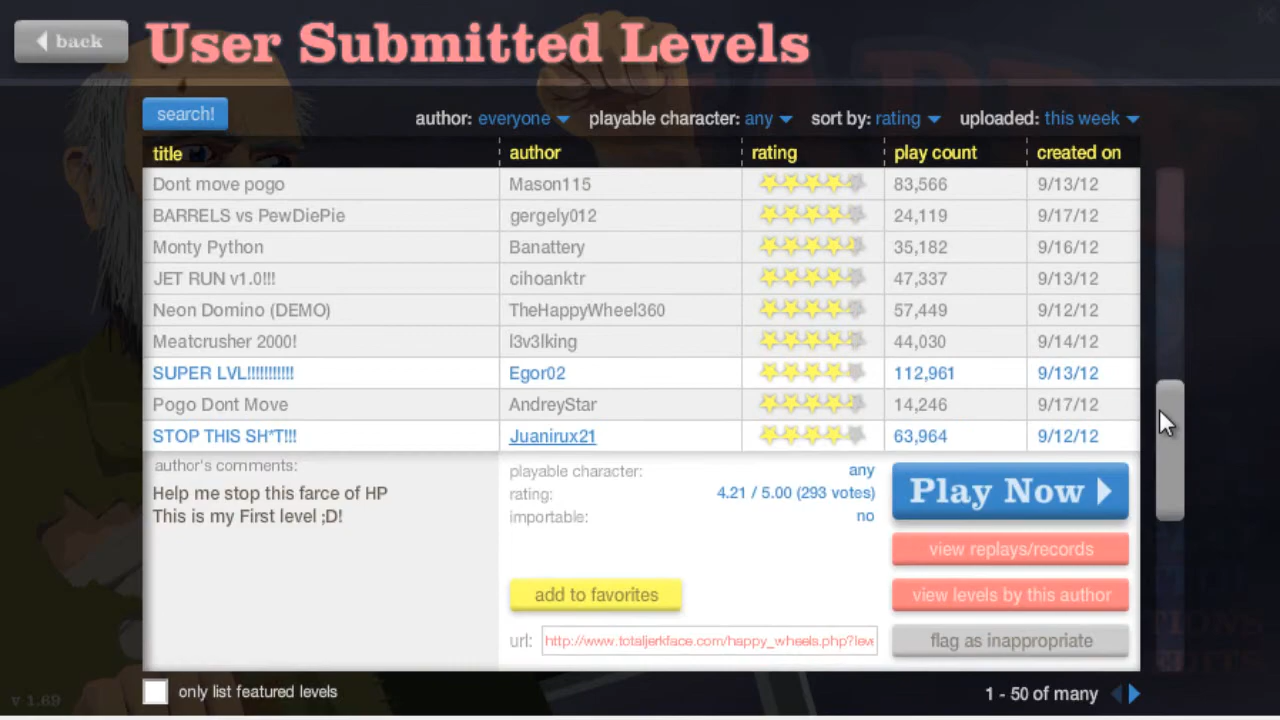 back
User Submitted Levels
search!
author: everyone playable character: any sort by: rating uploaded: this week
title author rating play count created on
Dont move pogo Mason115 83,566 9/13/12
BARRELS vs PewDiePie gergely012 24,119 9/17/12
Monty Python Banattery 35,182 9/16/12
JET RUN v1.0!!! cihoanktr 47,337 9/13/12
Neon Domino (DEMO) TheHappyWheel360 57,449 9/12/12
Meatcrusher 2000! l3v3lking 44,030 9/14/12
SUPER LVL!!!!!!!!!!! Egor02 112,961 9/13/12
Pogo Dont Move AndreyStar 14,246 9/17/12
STOP THIS SH*T!!! Juanirux21 63,964 9/12/12
author's comments:
Help me stop this farce of HP
This is my First level ;D!
playable character: any
rating: 4.21 / 5.00 (293 votes)
importable: no
add to favorites
url: http://www.totaljerkface.com/happy_wheels.php?leve
Play Now
view replays/records
view levels by this author
flag as inappropriate
v 1.69
only list featured levels
1 - 50 of many